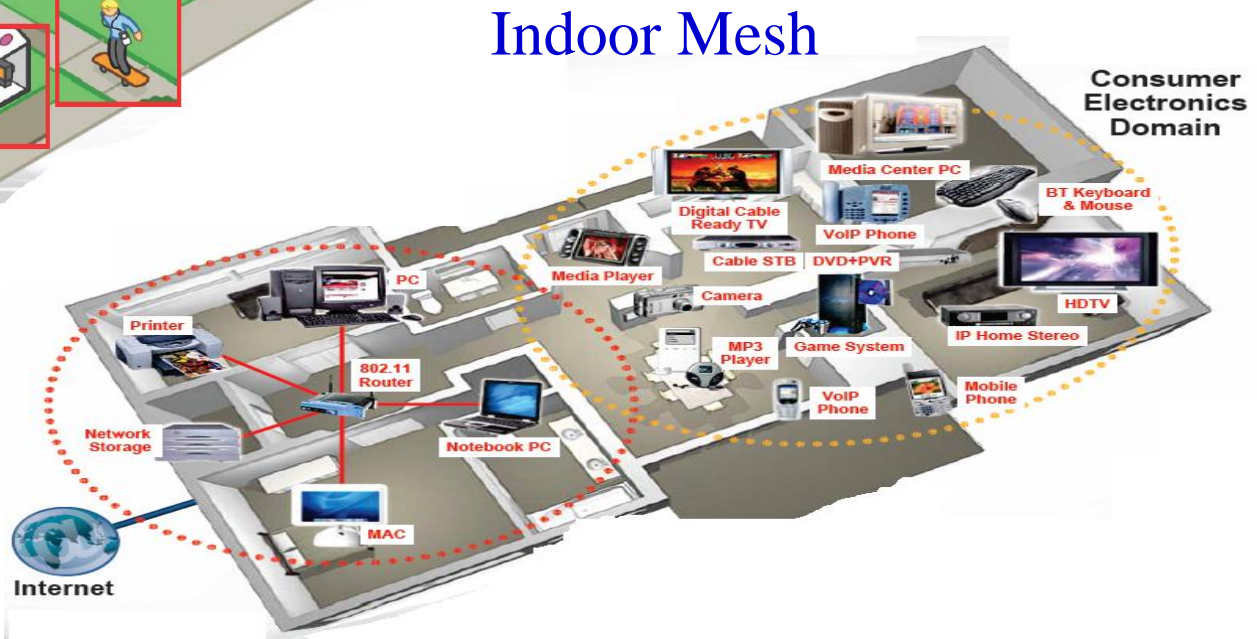 Indoor Mesh
Consumer
Electronics
Domain
Media Center PC
BT Keyboard
& Mouse
Digital Cable
Ready TV
VoIP Phone
Cable STB
DVD+PVR
Media Player
HDTV
Camera
IP Home Stereo
PC
Printer
MP3
Player
Game System
802.11
Router
VoIP
Phone
Mobile
Phone
Network
Storage
Notebook PC
MAC
Internet